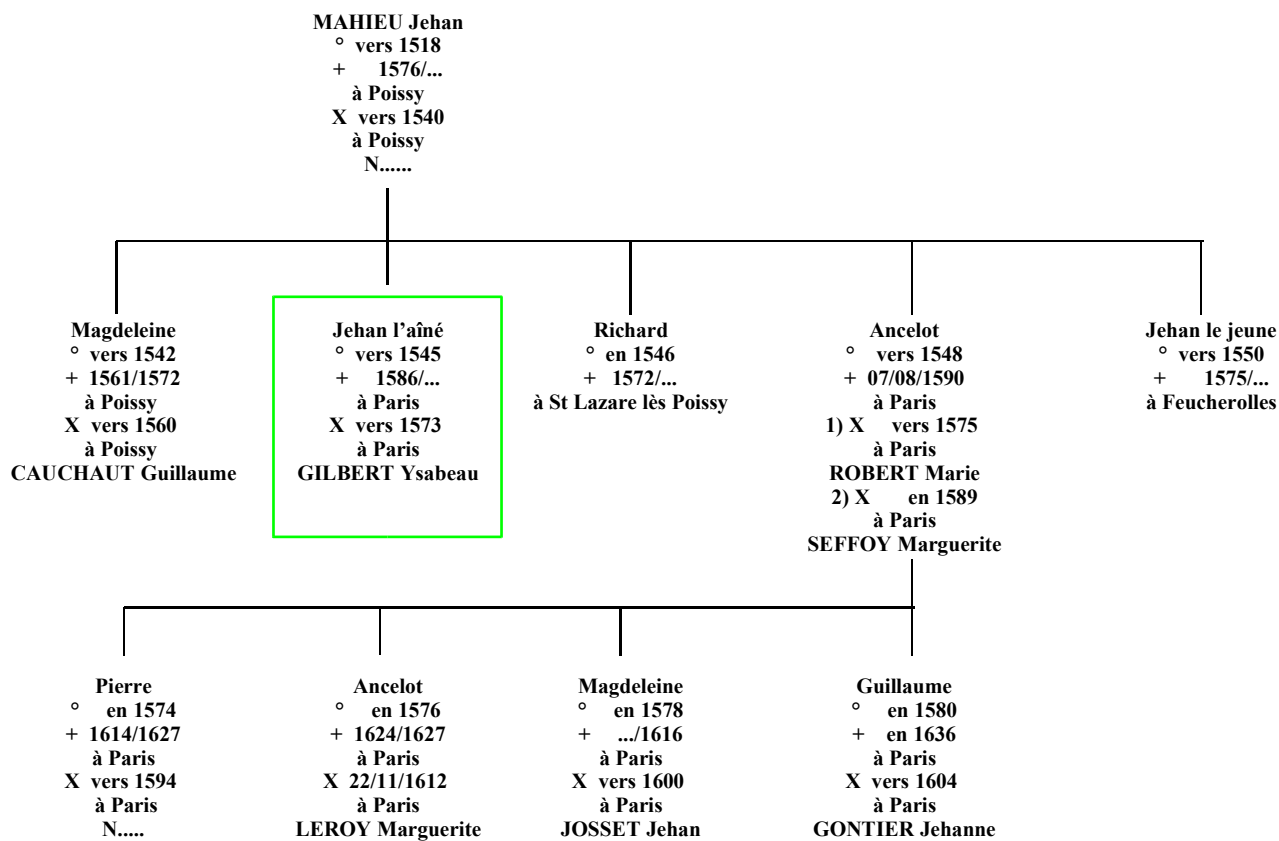 MAHIEU Jehan
° vers 1518
+ 1576/...
à Poissy
X vers 1540
à Poissy
N......
Magdeleine
° vers 1542
+ 1561/1572
à Poissy
X vers 1560
à Poissy
CAUCHAUT Guillaume
Jehan l’aîné
° vers 1545
+ 1586/...
à Paris
X vers 1573
à Paris
GILBERT Ysabeau
Richard
° en 1546
+ 1572/...
à St Lazare lès Poissy
Ancelot
° vers 1548
+ 07/08/1590
à Paris
1) X vers 1575
à Paris
ROBERT Marie
2) X en 1589
à Paris
SEFFOY Marguerite
Jehan le jeune
° vers 1550
+ 1575/...
à Feucherolles
Pierre
° en 1574
+ 1614/1627
à Paris
X vers 1594
à Paris
N.....
Ancelot
° en 1576
+ 1624/1627
à Paris
X 22/11/1612
à Paris
LEROY Marguerite
Magdeleine
° en 1578
+ .../1616
à Paris
X vers 1600
à Paris
JOSSET Jehan
Guillaume
° en 1580
+ en 1636
à Paris
X vers 1604
à Paris
GONTIER Jehanne